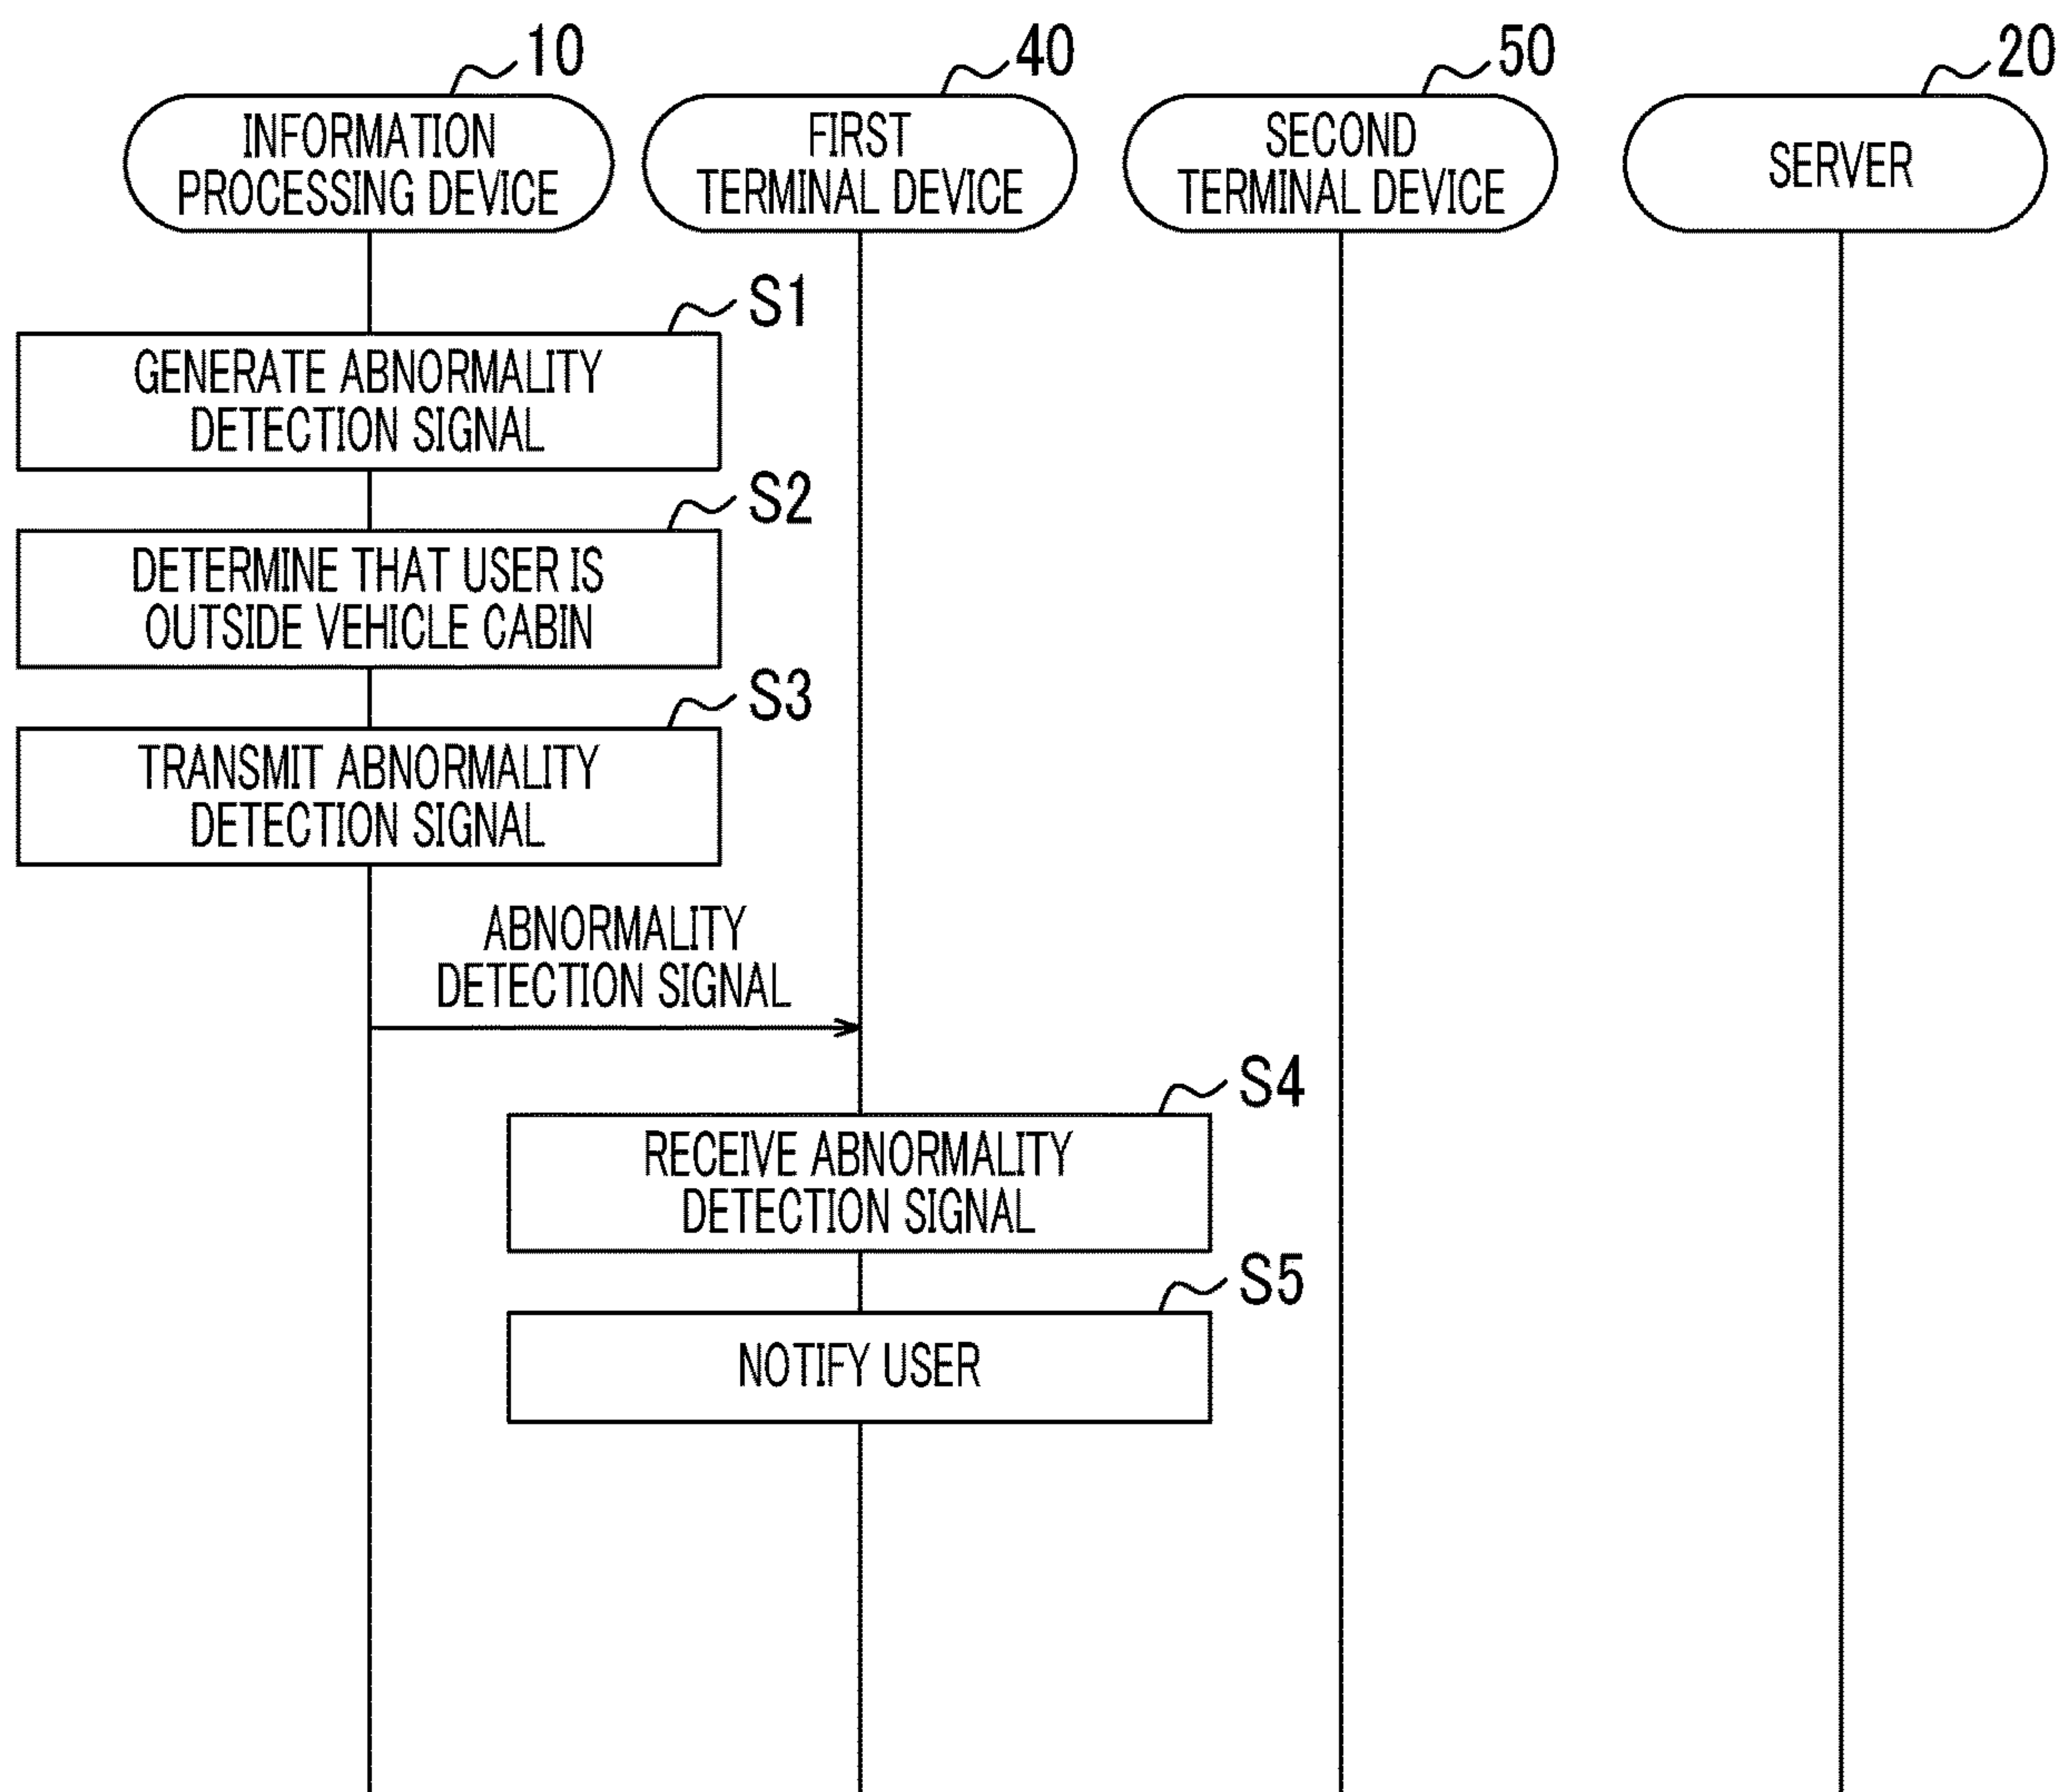 10
40
50
20
INFORMATION
PROCESSING DEVICE
FIRST
TERMINAL DEVICE
SECOND
TERMINAL DEVICE
SERVER
S1
GENERATE ABNORMALITY
DETECTION SIGNAL
S2
DETERMINE THAT USER IS
OUTSIDE VEHICLE CABIN
S3
TRANSMIT ABNORMALITY
DETECTION SIGNAL
ABNORMALITY
DETECTION SIGNAL
S4
RECEIVE ABNORMALITY
DETECTION SIGNAL
S5
NOTIFY USER